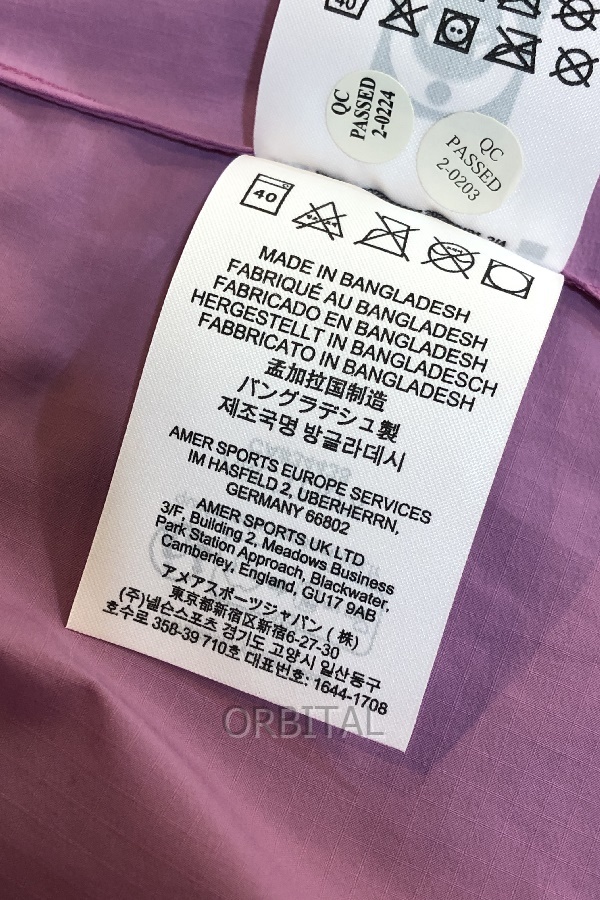 40
QC
PASSED
2-0224
QC
PASSED
2-0203
40
MADE IN BANGLADESH
FABRIQUÉ AU BANGLADESH
FABRICADO EN BANGLADESH
HERGESTELLT IN BANGLADESCH
FABBRICATO IN BANGLADESH
孟加拉国制造
バングラデシュ製
제조국명 방글라데시
AMER SPORTS EUROPE SERVICES
IM HASFELD 2, UBERHERRN,
GERMANY 66802
AMER SPORTS UK LTD
3/F, Building 2, Meadows Business
Park Station Approach, Blackwater,
Camberley, England, GU17 9AB
アメアスポーツジャパン ( 株)
東京都新宿区新宿6-27-30
(주)넬슨스포츠 경기도 고양시 일산동구
호수로 358-39 710호 대표번호: 1644-1708
ORBITAL